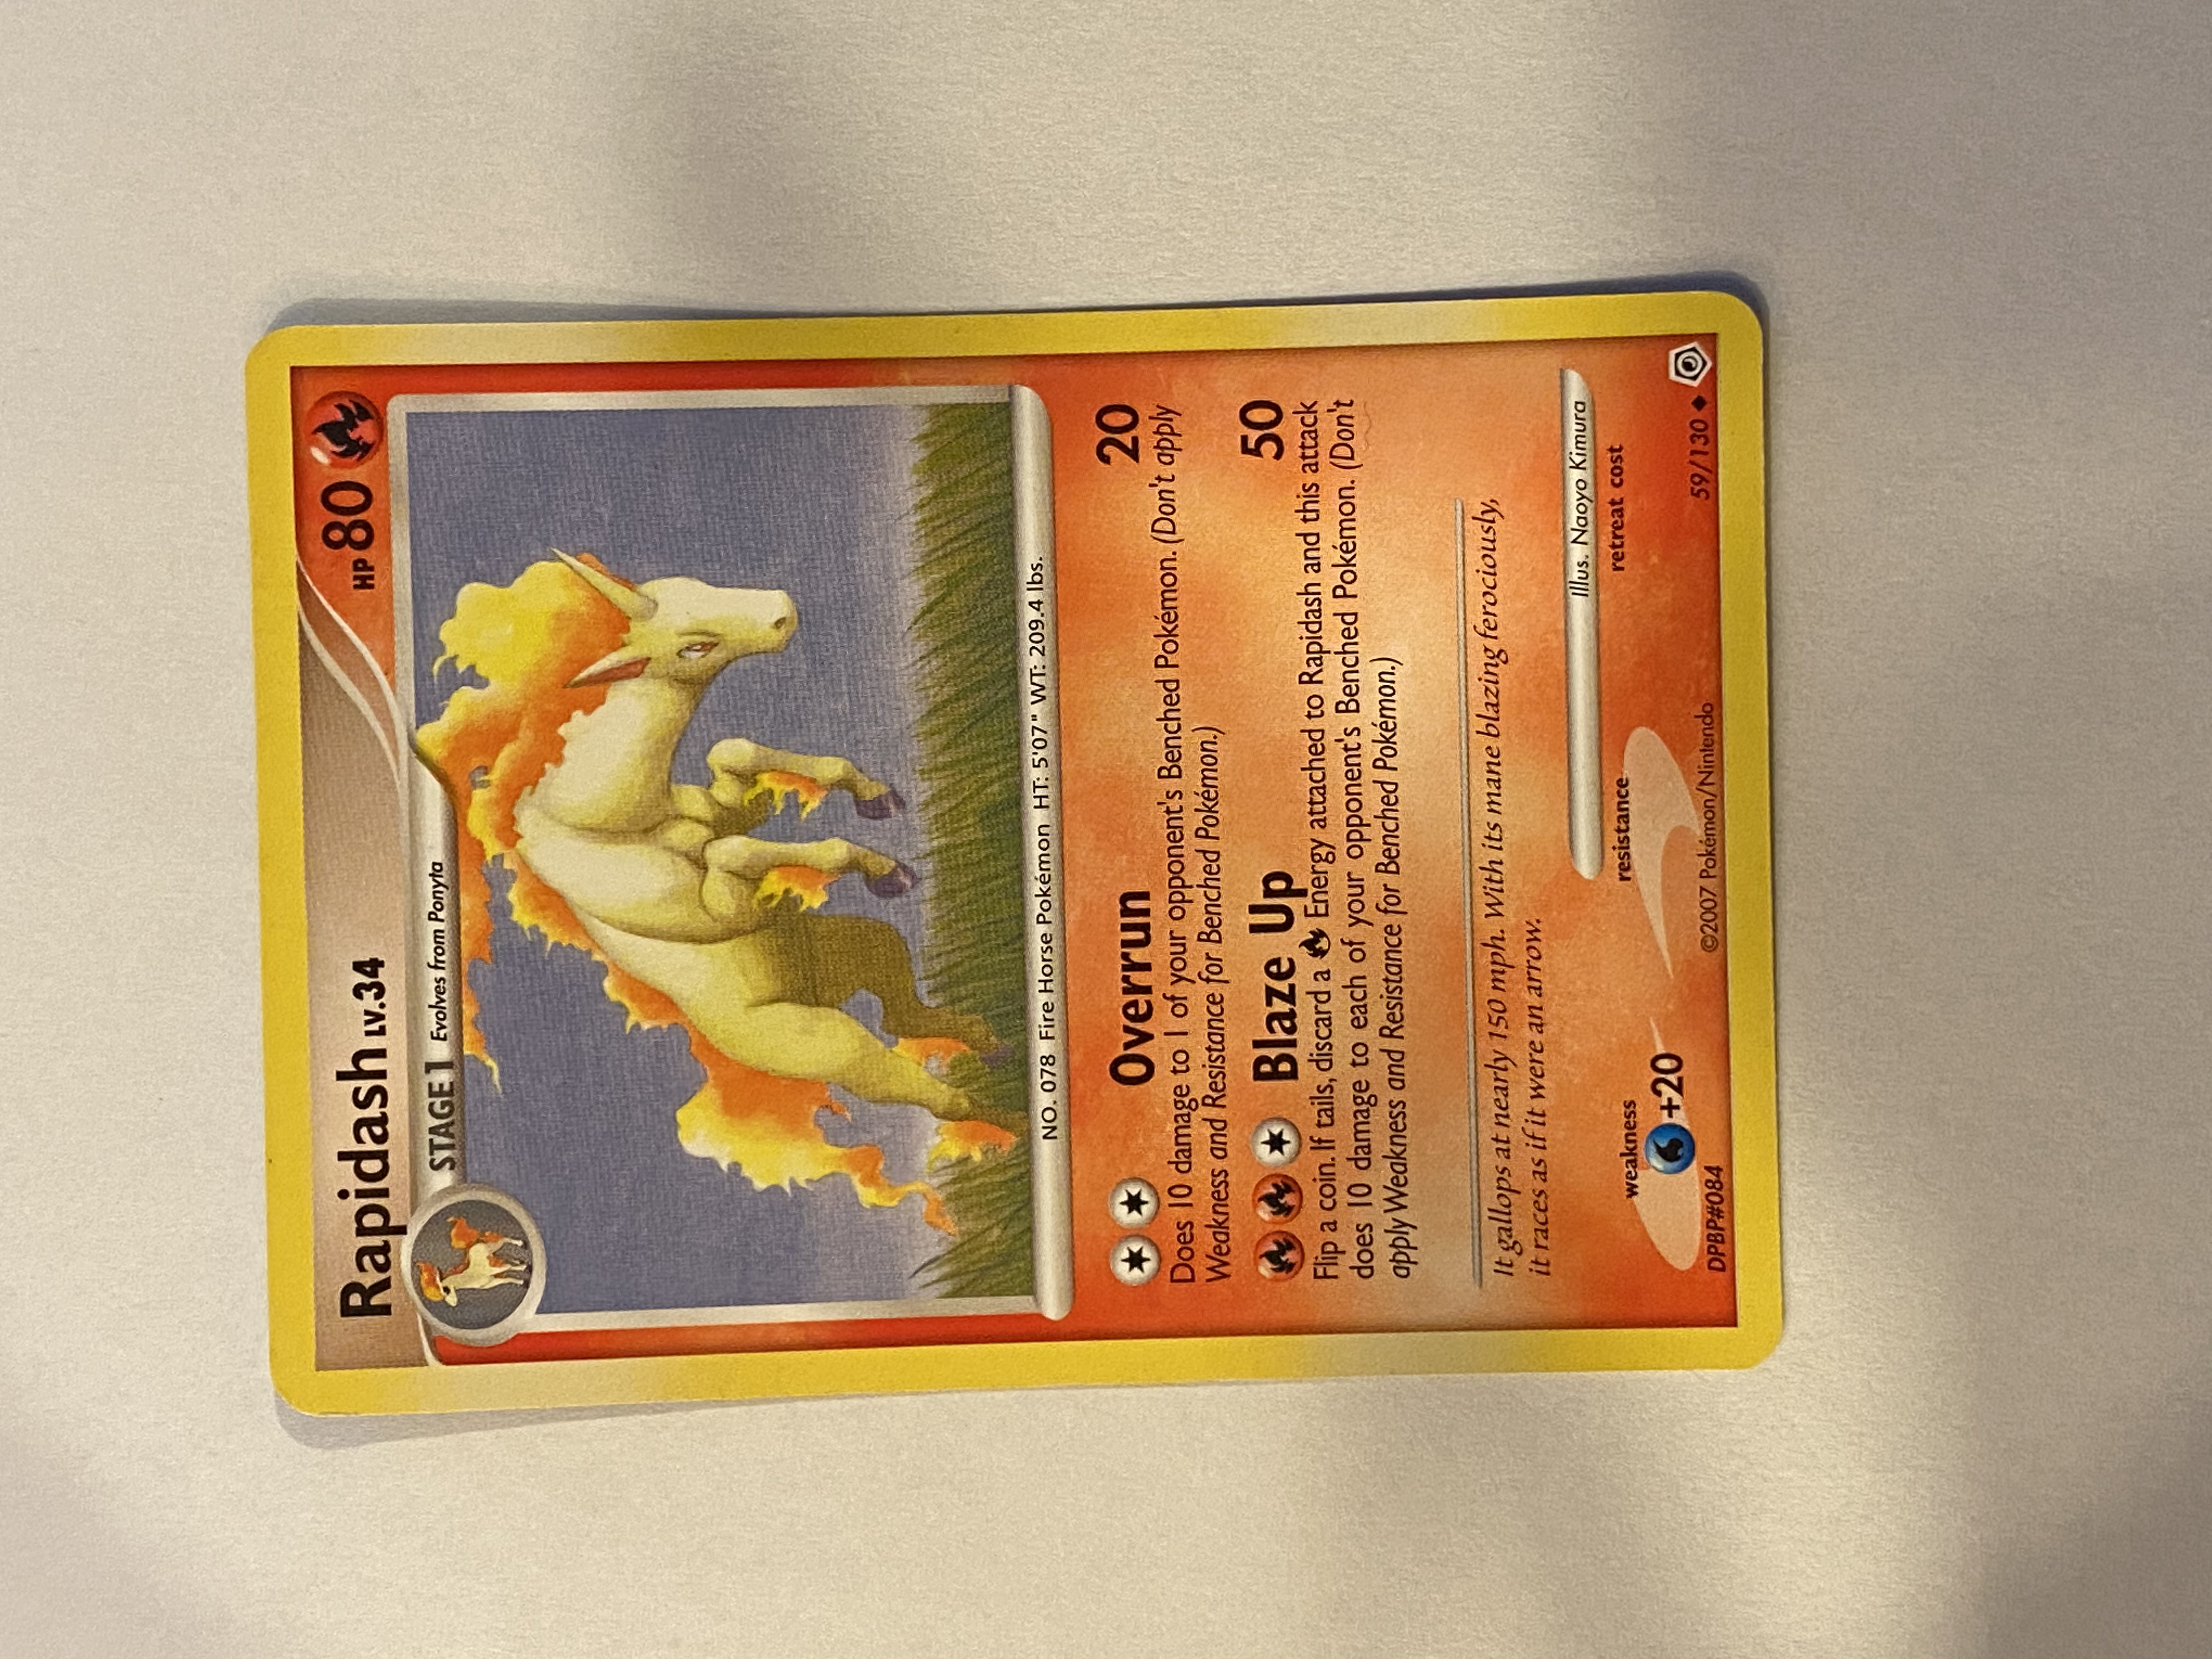 Rapidash LV.34 HP 80
STAGE 1 Evolves from Ponyta
NO. 078 Fire Horse Pokémon HT: 5'07" WT: 209.4 lbs.
Overrun 20
Does 10 damage to 1 of your opponent's Benched Pokémon. (Don't apply
Weakness and Resistance for Benched Pokémon.)
Blaze Up 50
Flip a coin. If tails, discard a Energy attached to Rapidash and this attack
does 10 damage to each of your opponent's Benched Pokémon. (Don't
apply Weakness and Resistance for Benched Pokémon.)
It gallops at nearly 150 mph. With its mane blazing ferociously,
it races as if it were an arrow.
Illus. Naoyo Kimura
weakness resistance retreat cost
+20
DPBP#084 ©2007 Pokémon/Nintendo 59/130